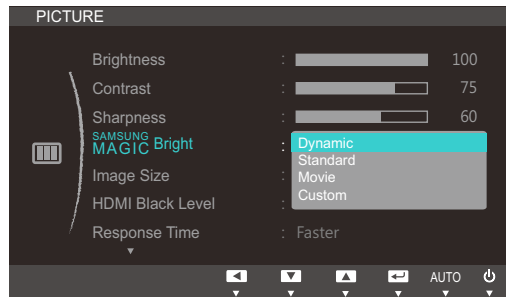 PICTURE
Brightness : 100
Contrast : 75
Sharpness : 60
SAMSUNG
MAGIC Bright : Dynamic
Standard
Image Size : Movie
Custom
HDMI Black Level :
Response Time : Faster
AUTO